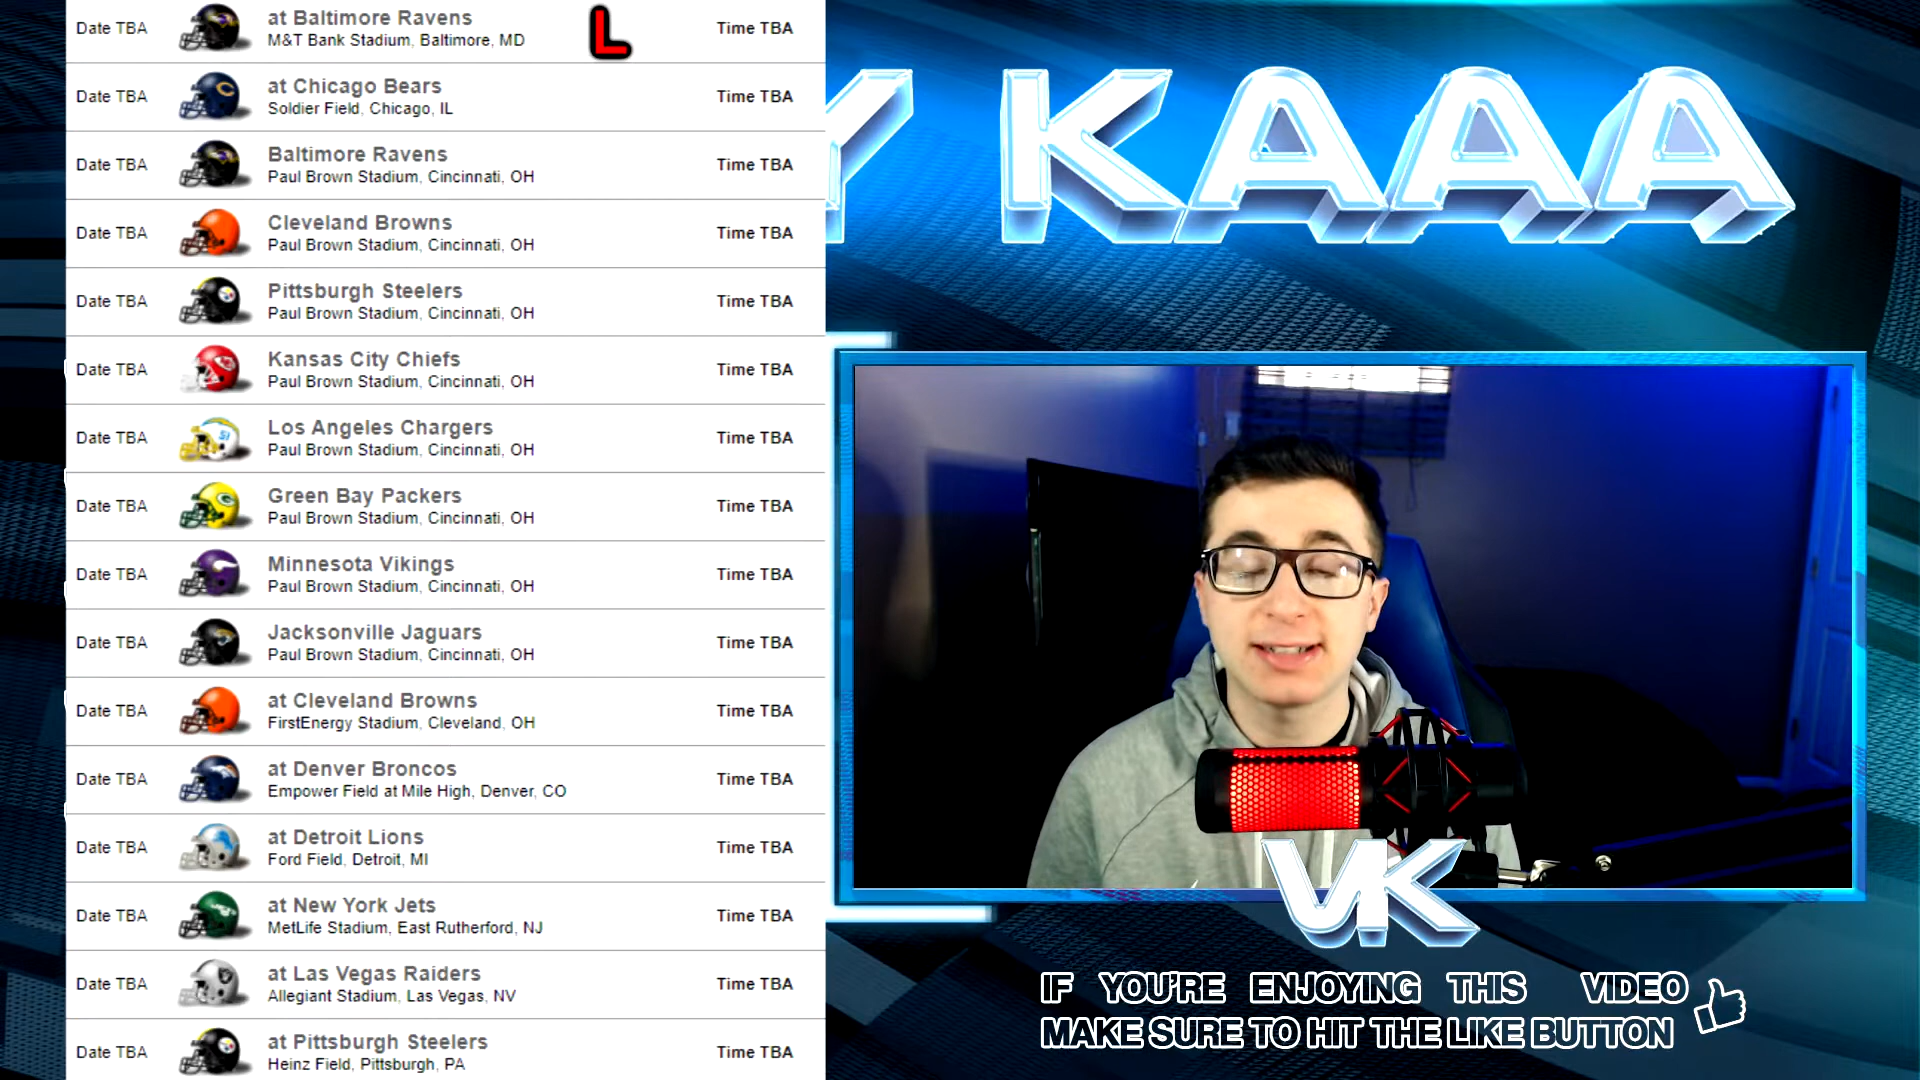 Date TBA at Baltimore Ravens Time TBA
M&T Bank Stadium, Baltimore, MD
L
Date TBA at Chicago Bears Time TBA
Soldier Field, Chicago, IL
Date TBA Baltimore Ravens Time TBA
Paul Brown Stadium, Cincinnati, OH
Date TBA Cleveland Browns Time TBA
Paul Brown Stadium, Cincinnati, OH
Date TBA Pittsburgh Steelers Time TBA
Paul Brown Stadium, Cincinnati, OH
Date TBA Kansas City Chiefs Time TBA
Paul Brown Stadium, Cincinnati, OH
Date TBA Los Angeles Chargers Time TBA
Paul Brown Stadium, Cincinnati, OH
Date TBA Green Bay Packers Time TBA
Paul Brown Stadium, Cincinnati, OH
Date TBA Minnesota Vikings Time TBA
Paul Brown Stadium, Cincinnati, OH
Date TBA Jacksonville Jaguars Time TBA
Paul Brown Stadium, Cincinnati, OH
Date TBA at Cleveland Browns Time TBA
FirstEnergy Stadium, Cleveland, OH
Date TBA at Denver Broncos Time TBA
Empower Field at Mile High, Denver, CO
Date TBA at Detroit Lions Time TBA
Ford Field, Detroit, MI
Date TBA at New York Jets Time TBA
MetLife Stadium, East Rutherford, NJ
Date TBA at Las Vegas Raiders Time TBA
Allegiant Stadium, Las Vegas, NV
Date TBA at Pittsburgh Steelers Time TBA
Heinz Field, Pittsburgh, PA
Y KAAA
VK
IF YOU'RE ENJOYING THIS VIDEO
MAKE SURE TO HIT THE LIKE BUTTON